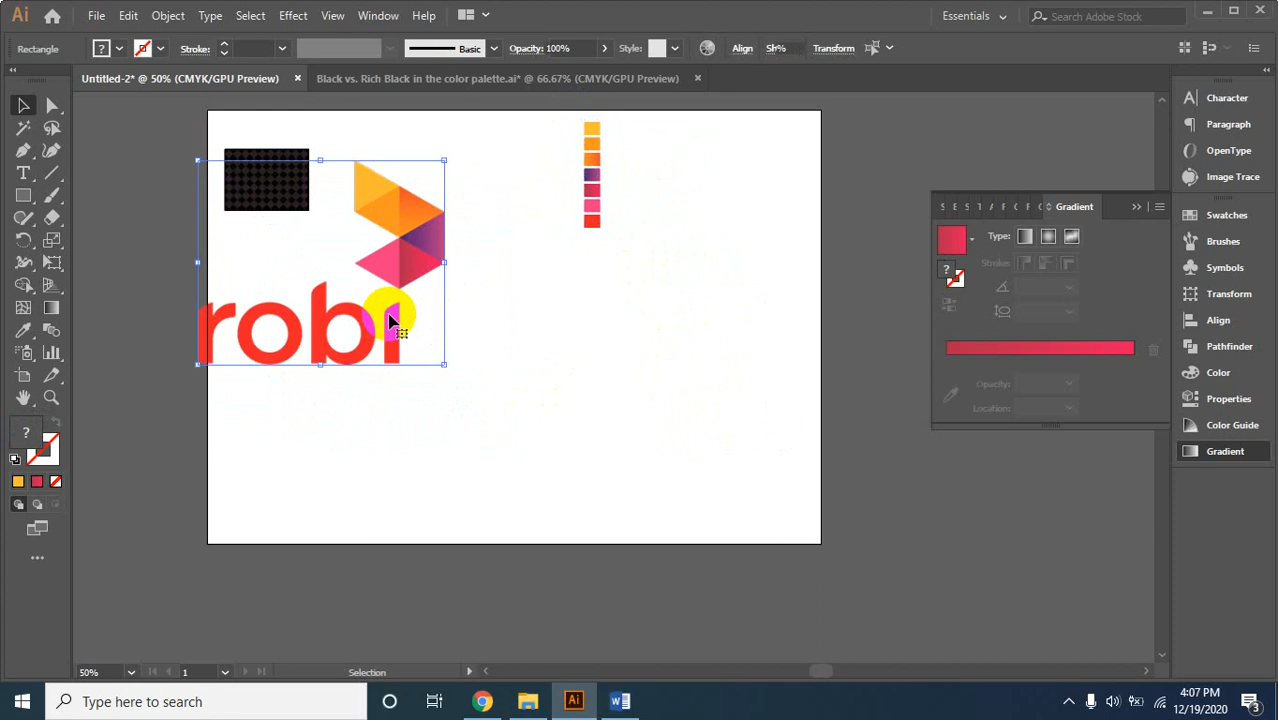 Ai File Edit Object Type Select Effect View Window Help Essentials Search Adobe Stock
Rectangle ? Stroke: Basic Opacity: 100% Style: Align Transform
Untitled-2* @ 50% (CMYK/GPU Preview) × Black vs. Rich Black in the color palette.ai* @ 66.67% (CMYK/GPU Preview) ×
robi
?
Gradient
Type:
?
Strokes:
Opacity:
Location:
Character
Paragraph
OpenType
Image Trace
Swatches
Brushes
Symbols
Transform
Align
Pathfinder
Color
Properties
Color Guide
Gradient
50% 1 Selection
Type here to search
Ai
W
4:07 PM
12/19/2020
3